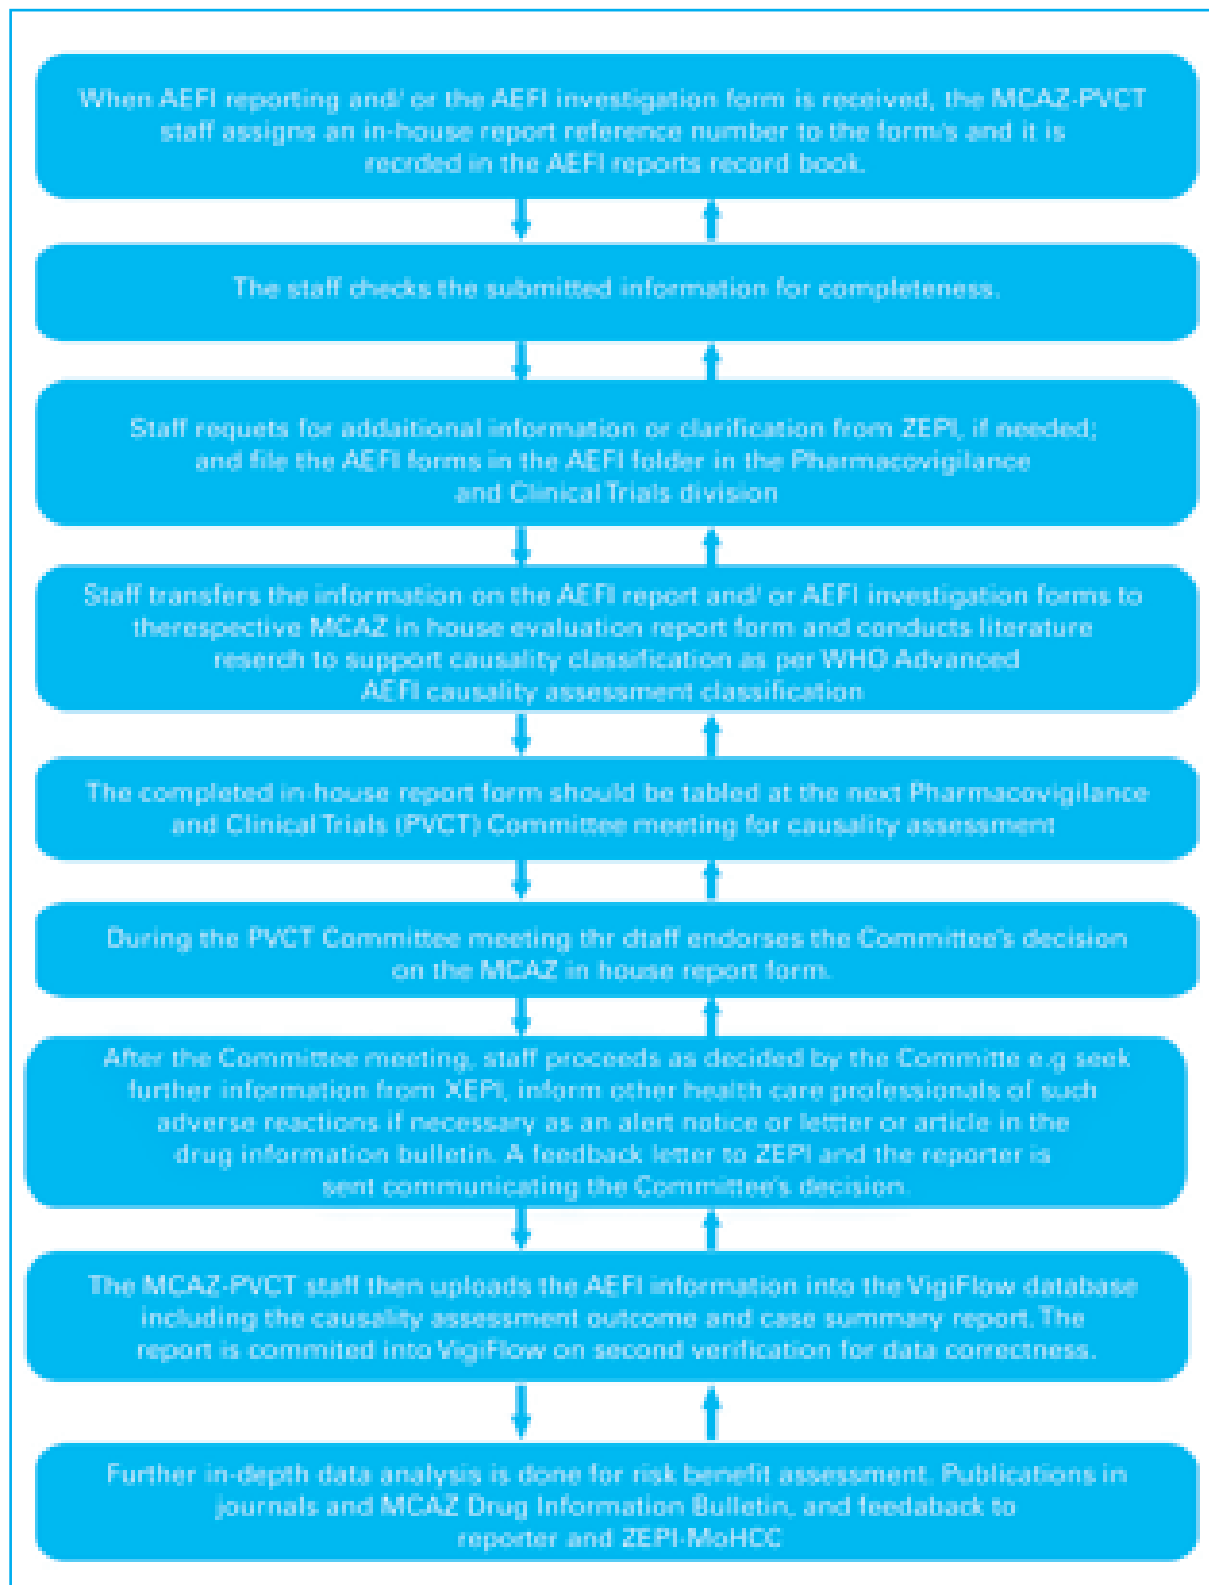 When AEFI reporting and/ or the AEFI investigation form is received, the MCAZ-PVCT
staff assigns an in-house report reference number to the form/s and it is
recrded in the AEFI reports record book.
The staff checks the submitted information for completeness.
Staff requets for addaitional information or clarification from ZEPI, if needed;
and file the AEFI forms in the AEFI folder in the Pharmacovigilance
and Clinical Trials division
Staff transfers the information on the AEFI report and/ or AEFI investigation forms to
therespective MCAZ in house evaluation report form and conducts literature
reserch to support causality classification as per WHO Advanced
AEFI causality assessment classification
The completed in-house report form should be tabled at the next Pharmacovigilance
and Clinical Trials (PVCT) Committee meeting for causality assessment
During the PVCT Committee meeting thr dtaff endorses the Committee's decision
on the MCAZ in house report form.
After the Committee meeting, staff proceeds as decided by the Committe e.g seek
further information from XEPI, inform other health care professionals of such
adverse reactions if necessary as an alert notice or lettter or article in the
drug information bulletin. A feedback letter to ZEPI and the reporter is
sent communicating the Committee's decision.
The MCAZ-PVCT staff then uploads the AEFI information into the VigiFlow database
including the causality assessment outcome and case summary report. The
report is commited into VigiFlow on second verification for data correctness.
Further in-depth data analysis is done for risk benefit assessment. Publications in
journals and MCAZ Drug Information Bulletin, and feedaback to
reporter and ZEPI-MoHCC